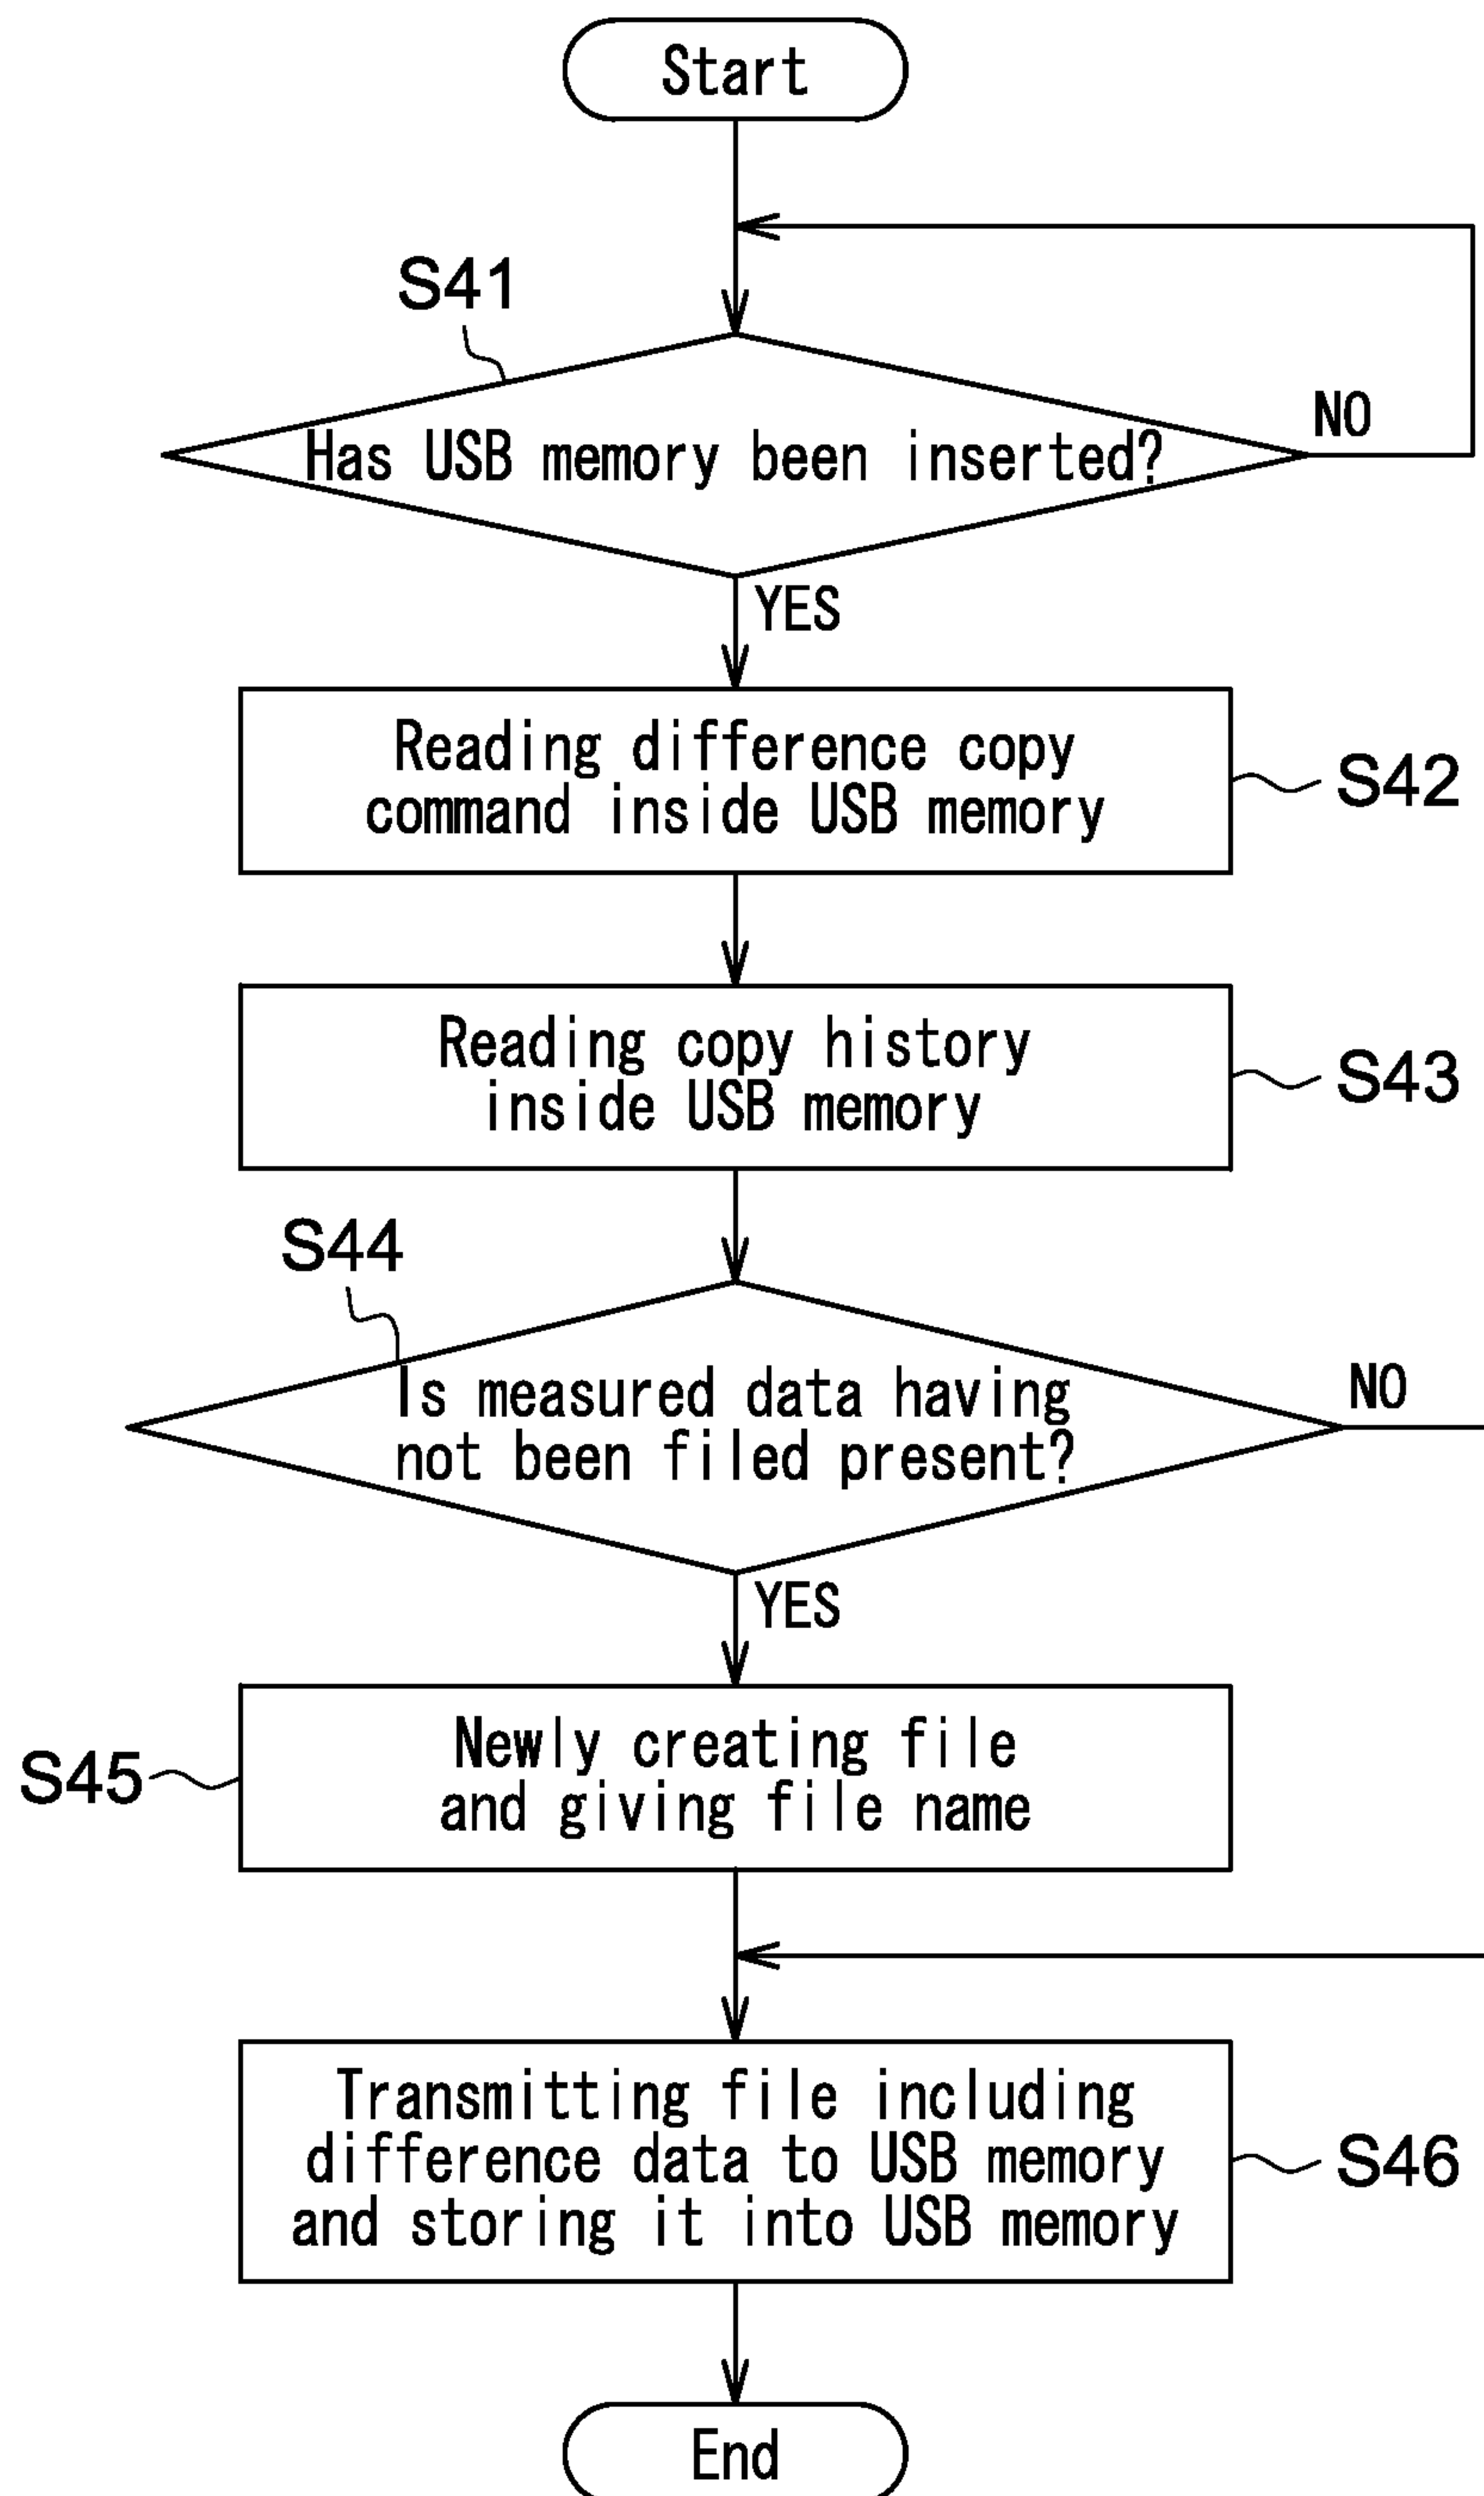 Start
S41
NO
Has USB memory been inserted?
YES
Reading difference copy
command inside USB memory
S42
Reading copy history
inside USB memory
S43
S44
NO
Is measured data having
not been filed present?
YES
S45
Newly creating file
and giving file name
Transmitting file including
difference data to USB memory
and storing it into USB memory
S46
End